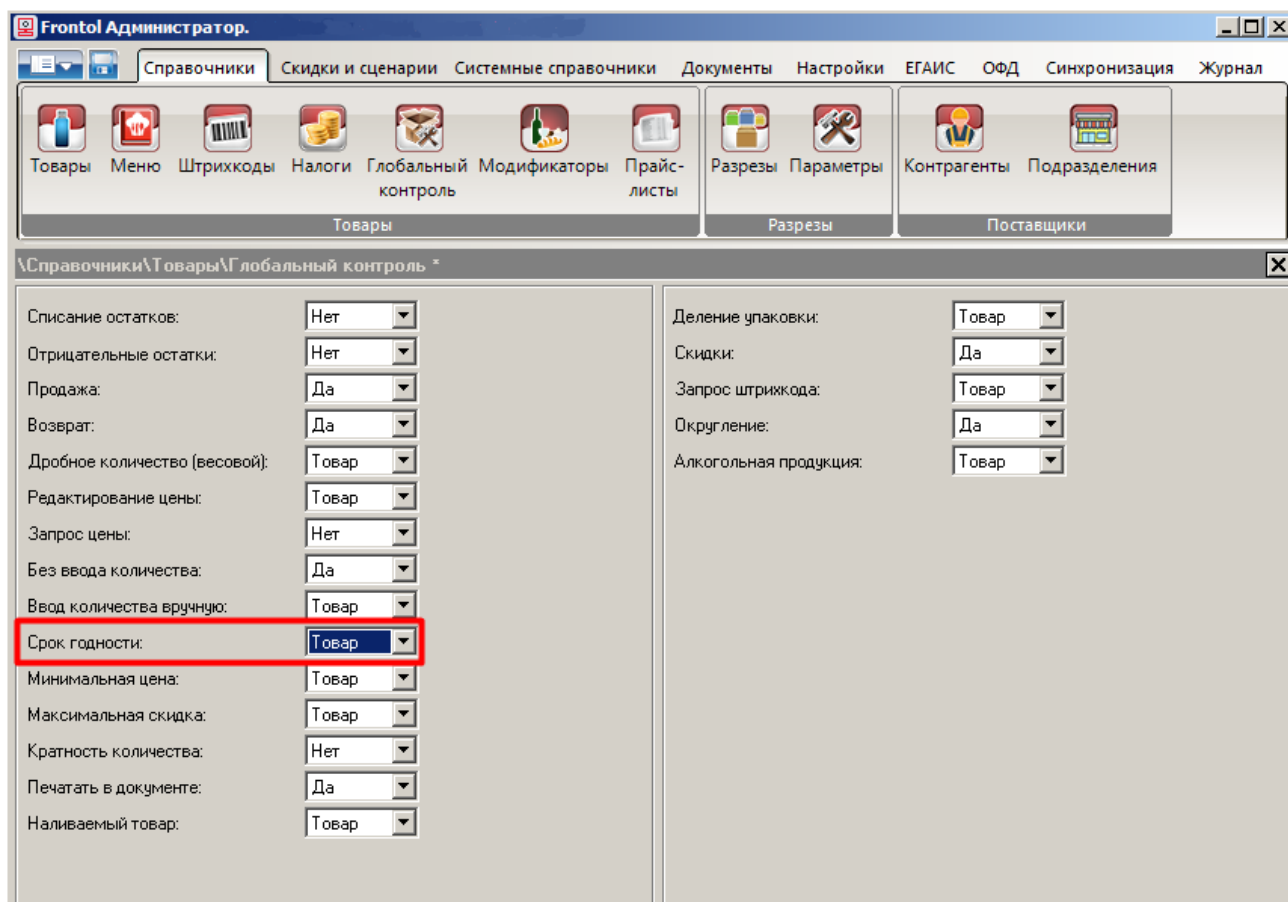 Frontol Администратор.
Справочники Скидки и сценарии Системные справочники Документы Настройки ЕГАИС ОФД Синхронизация Журнал
Товары Меню Штрихкоды Налоги Глобальный контроль Модификаторы Прайс-листы Разрезы Параметры Контрагенты Подразделения
Товары Разрезы Поставщики
\Справочники\Товары\Глобальный контроль *
Списание остатков: Нет
Отрицательные остатки: Нет
Продажа: Да
Возврат: Да
Дробное количество (весовой): Товар
Редактирование цены: Товар
Запрос цены: Нет
Без ввода количества: Да
Ввод количества вручную: Товар
Срок годности: Товар
Минимальная цена: Товар
Максимальная скидка: Товар
Кратность количества: Нет
Печатать в документе: Да
Наливаемый товар: Товар
Деление упаковки: Товар
Скидки: Да
Запрос штрихкода: Товар
Округление: Да
Алкогольная продукция: Товар